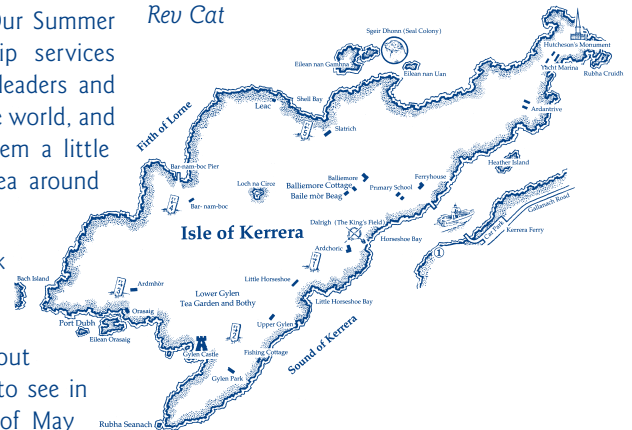 Our Summer
ip services
leaders and
e world, and
em a little
ea around
k
out
to see in
of May
Rev Cat
Sgeir Dhonn (Seal Colony)
Eilean nan Gamhna
Eilean nan Uan
Hutcheson's Monument
Yacht Marina
Rubha Cruidh
Ardantrive
Shell Bay
Leac
Slatrich
Firth of Lorne
Heather Island
Bar-nam-boc Pier
Bar- nam-boc
Loch na Circe
Balliemore
Balliemore Cottage
Baile mòr Beag
Primary School
Ferryhouse
Gallanach Road
Car Park
Kerrera Ferry
1
Isle of Kerrera
Dalrigh (The King's Field)
Horseshoe Bay
Ardchoric
Bach Island
Ardmhòr
Little Horseshoe
Little Horseshoe Bay
Lower Gylen
Tea Garden and Bothy
Orasaig
Port Dubh
Eilean Orasaig
Upper Gylen
Gylen Castle
Fishing Cottage
Gylen Park
Sound of Kerrera
Rubha Seanach